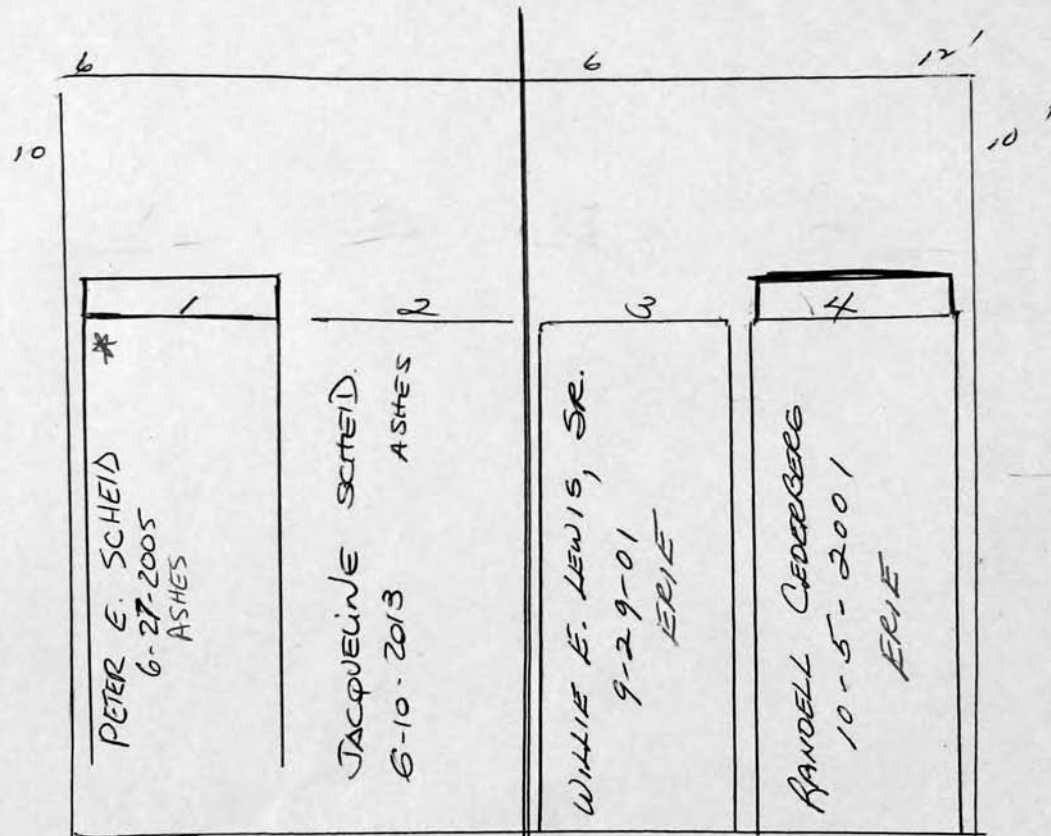 6 6 12'
10 10'
1 2 3 4
*
PETER E. SCHEID
6-27-2005
ASHES
JACQUELINE SCHEID.
6-10-2013 ASHES
WILLIE E. LEWIS, SR.
9-29-01
ERIE
RANDELL CEDERBERG
10-5-2001
ERIE